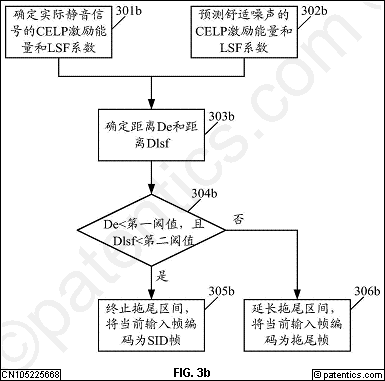 301b
确定实际静音信
号的CELP激励能
量和LSF系数
302b
预测舒适噪声的
CELP激励能量和
LSF系数
303b
确定距离De和距
离Dlsf
304b
De<第一阈值，且
Dlsf<第二阈值
否
是
305b
终止拖尾区间，
将当前输入帧编
码为SID帧
306b
延长拖尾区间，
将当前输入帧编
码为拖尾帧
©patentics.com
CN105225668
FIG. 3b
© patentics.com